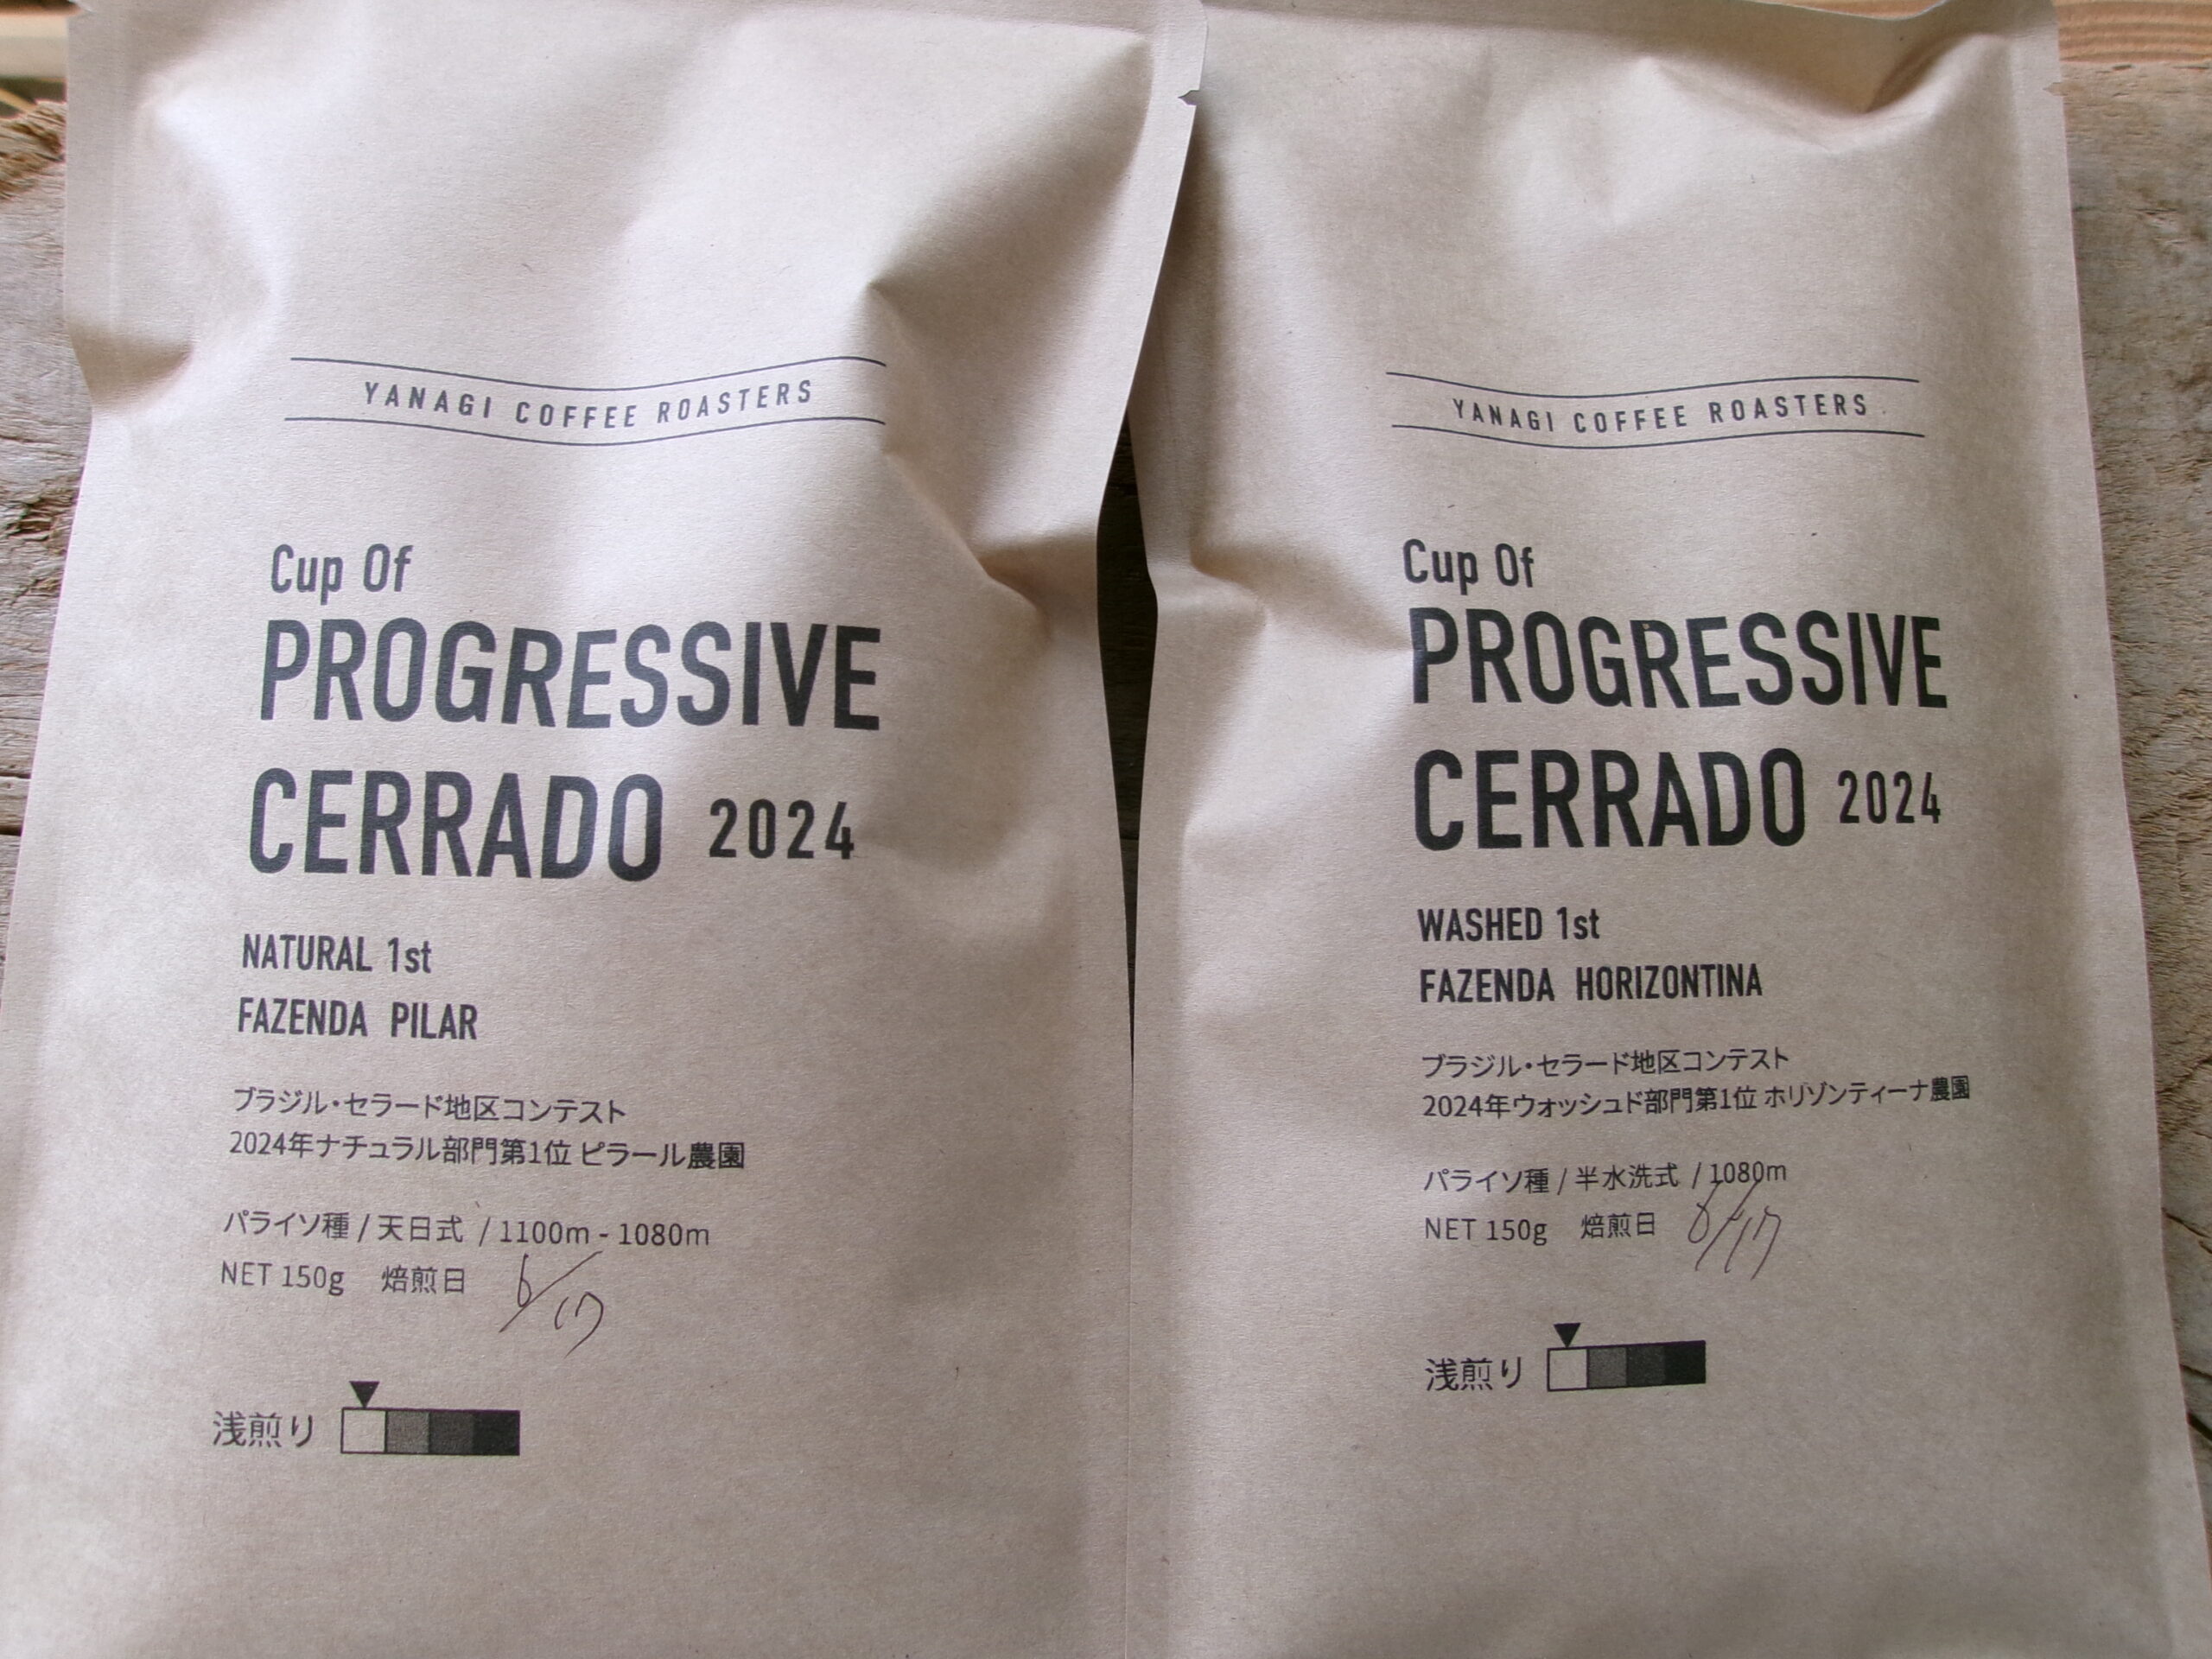 YANAGI COFFEE ROASTERS
Cup Of
PROGRESSIVE
CERRADO 2024
NATURAL 1st
FAZENDA PILAR
ブラジル・セラード地区コンテスト
2024年ナチュラル部門第1位 ピラール農園
パライソ種 / 天日式 / 1100m - 1080m
NET 150g 焙煎日 6/17
浅煎り
YANAGI COFFEE ROASTERS
Cup Of
PROGRESSIVE
CERRADO 2024
WASHED 1st
FAZENDA HORIZONTINA
ブラジル・セラード地区コンテスト
2024年ウォッシュド部門第1位 ホリゾンティーナ農園
パライソ種 / 半水洗式 / 1080m
NET 150g 焙煎日 6/17
浅煎り